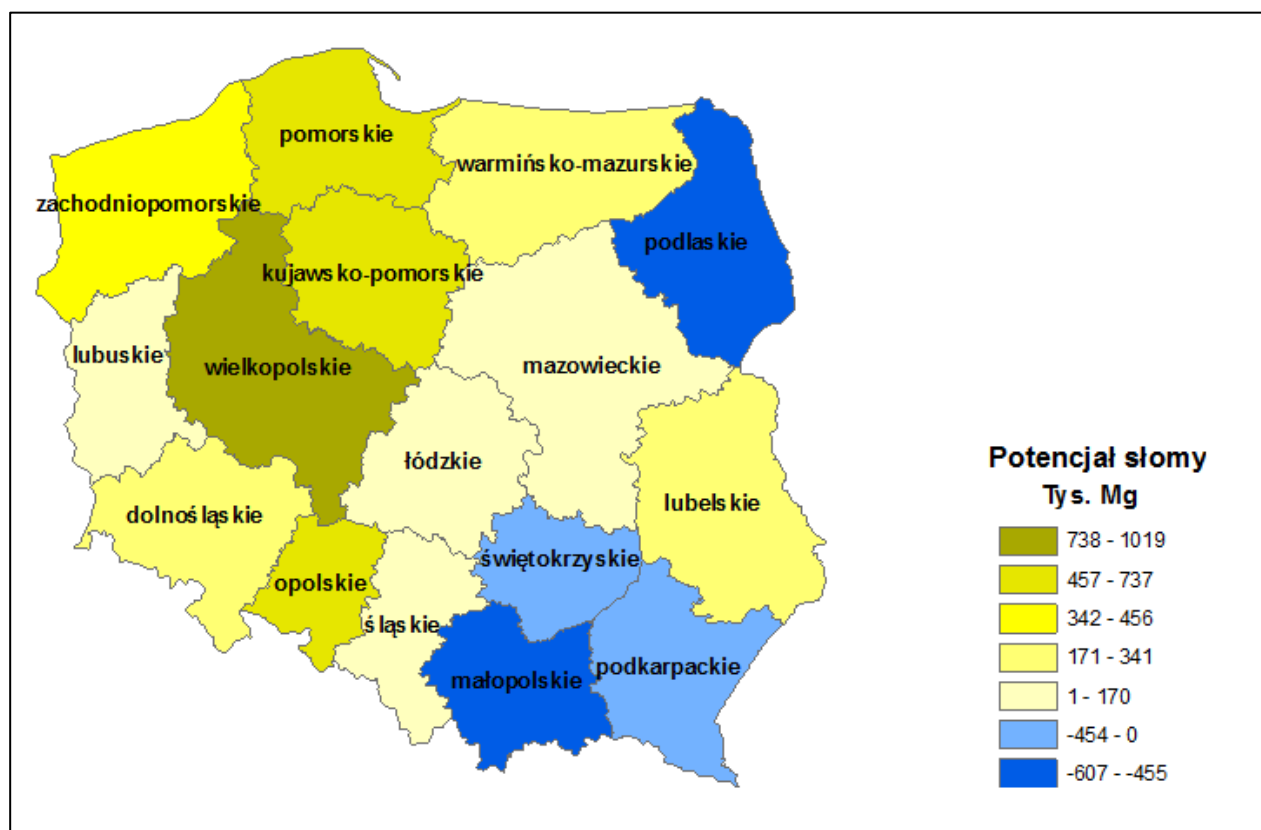 pomorskie
warmińsko-mazurskie
zachodniopomorskie
podlaskie
kujawsko-pomorskie
lubuskie
wielkopolskie
mazowieckie
łódzkie
lubelskie
dolnośląskie
świętokrzyskie
opolskie
śląskie
podkarpackie
małopolskie
Potencjał słomy
Tys. Mg
738 - 1019
457 - 737
342 - 456
171 - 341
1 - 170
-454 - 0
-607 - -455